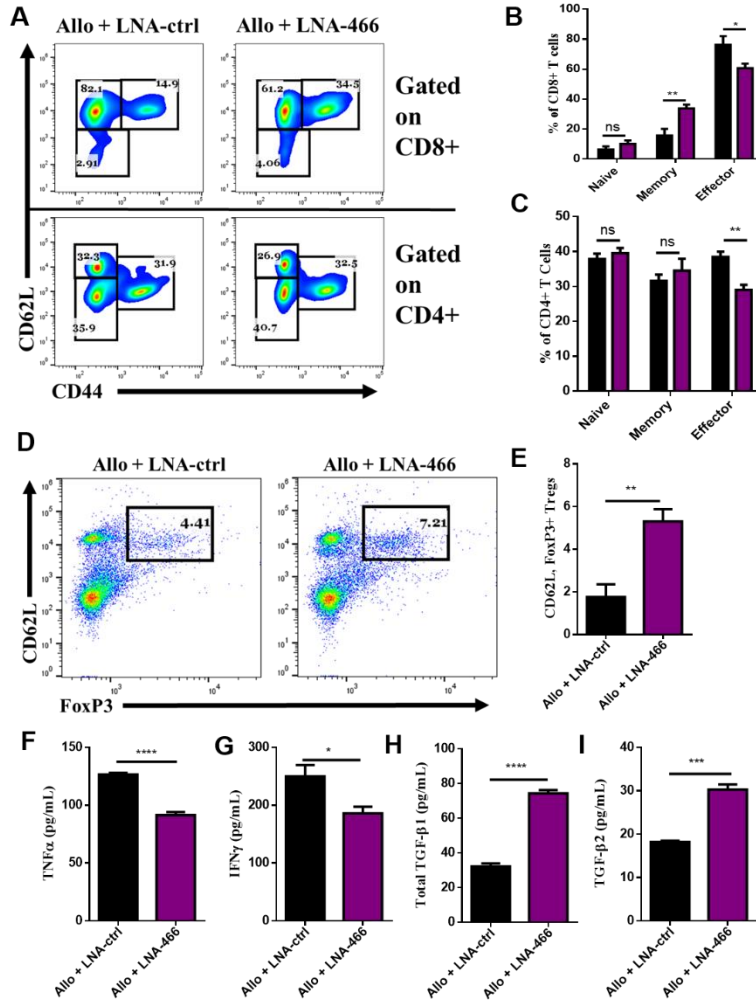 A
Allo + LNA-ctrl
Allo + LNA-466
82.1
14.9
2.91
61.2
34.5
4.06
Gated
on
CD8+
32.3
31.9
35.9
26.9
32.5
40.7
Gated
on
CD4+
CD62L
CD44
B
% of CD8+ T cells
100
80
60
40
20
0
ns
**
*
Naive
Memory
Effector
C
% of CD4+ T Cells
50
40
30
20
10
0
ns
ns
**
Naive
Memory
Effector
D
Allo + LNA-ctrl
Allo + LNA-466
4.41
7.21
CD62L
FoxP3
E
CD62L, FoxP3+ Tregs
8
6
4
2
0
**
Allo + LNA-ctrl
Allo + LNA-466
F
TNFα (pg/mL)
150
100
50
0
****
Allo + LNA-ctrl
Allo + LNA-466
G
IFNγ (pg/mL)
300
200
100
0
*
Allo + LNA-ctrl
Allo + LNA-466
H
Total TGF-β1 (pg/mL)
100
80
60
40
20
0
****
Allo + LNA-ctrl
Allo + LNA-466
I
TGF-β2 (pg/mL)
40
30
20
10
0
***
Allo + LNA-ctrl
Allo + LNA-466